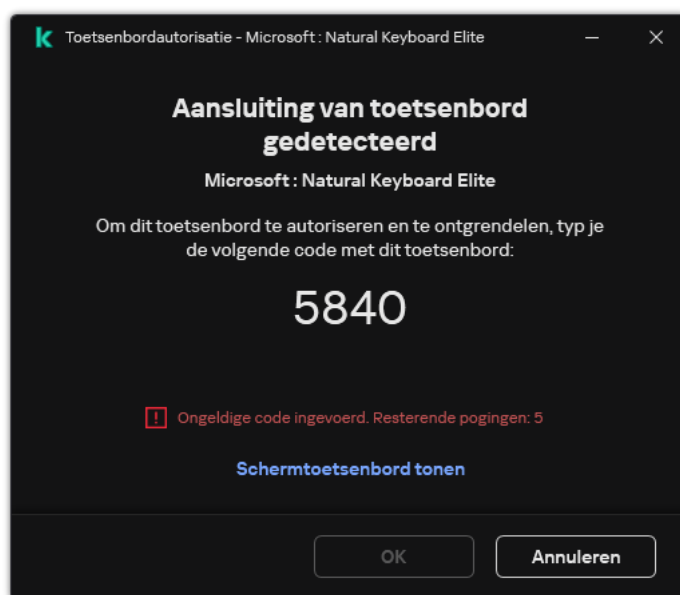 Toetsenbordautorisatie - Microsoft : Natural Keyboard Elite
Aansluiting van toetsenbord
gedetecteerd
Microsoft : Natural Keyboard Elite
Om dit toetsenbord te autoriseren en te ontgrendelen, typ je
de volgende code met dit toetsenbord:
5840
Ongeldige code ingevoerd. Resterende pogingen: 5
Schermtoetsenbord tonen
OK
Annuleren